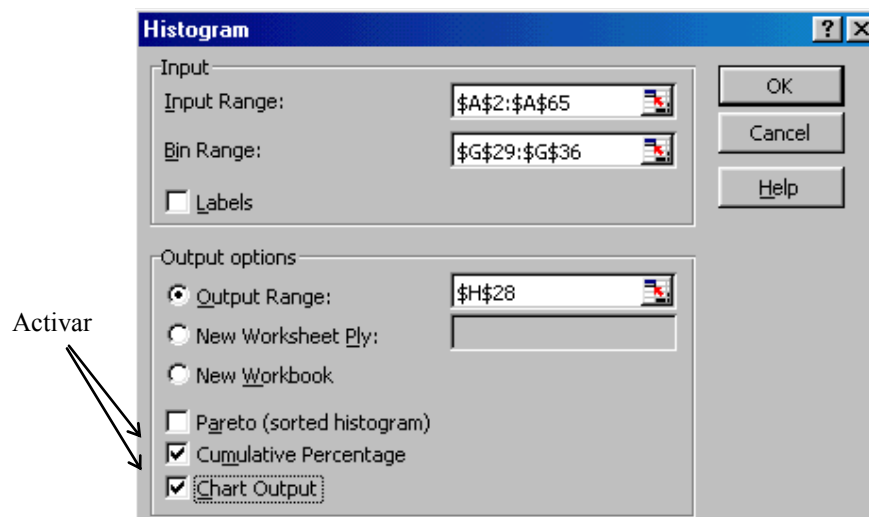 Histogram
Input
Input Range: $A$2:$A$65
OK
Bin Range: $G$29:$G$36
Cancel
Labels
Help
Output options
Output Range: $H$28
New Worksheet Ply:
New Workbook
Pareto (sorted histogram)
Cumulative Percentage
Chart Output
Activar